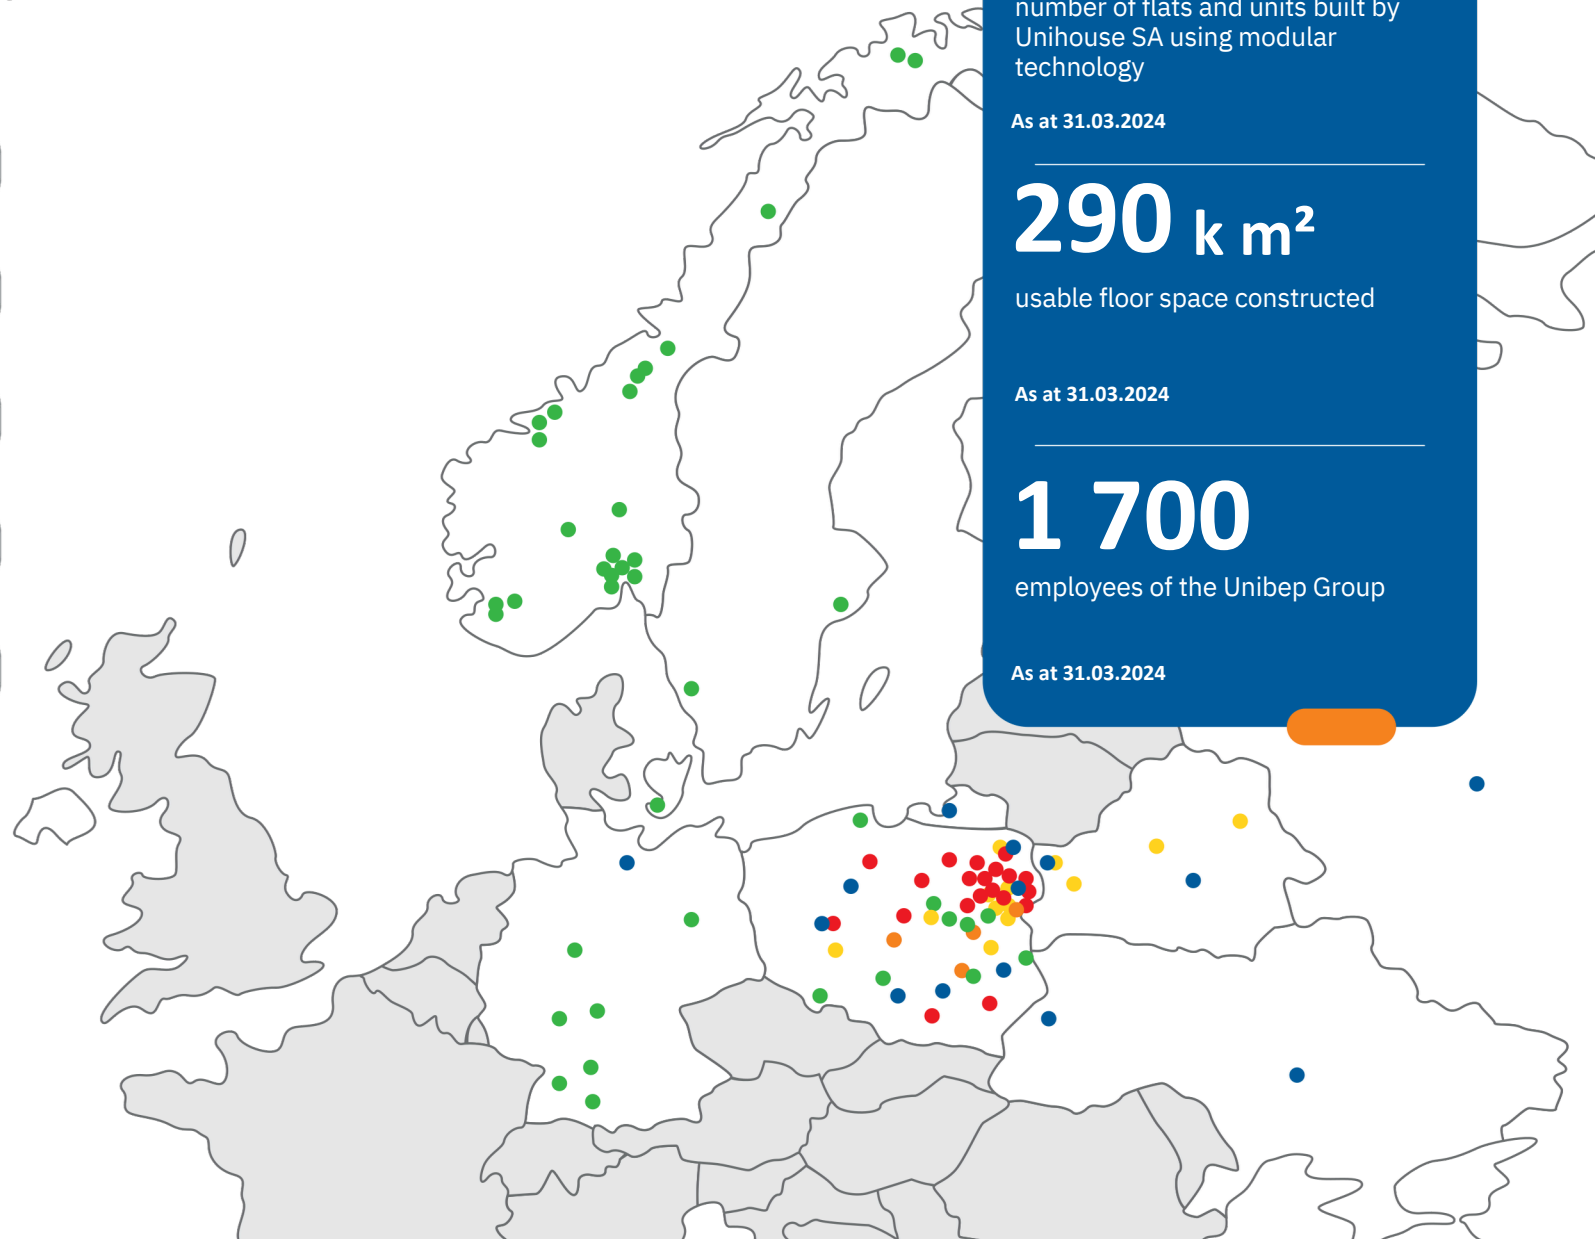 number of flats and units built by
Unihouse SA using modular
technology
As at 31.03.2024
290 k m²
usable floor space constructed
As at 31.03.2024
1 700
employees of the Unibep Group
As at 31.03.2024